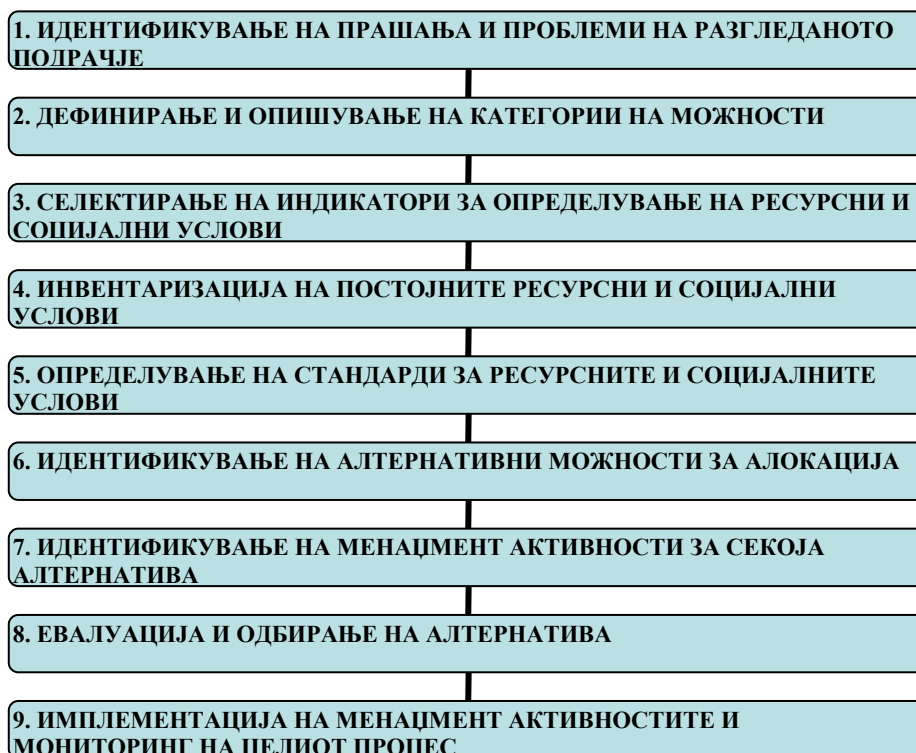 1. ИДЕНТИФИКУВАЊЕ НА ПРАШАЊА И ПРОБЛЕМИ НА РАЗГЛЕДАНОТО
ПОДРАЧЈЕ
2. ДЕФИНИРАЊЕ И ОПИШУВАЊЕ НА КАТЕГОРИИ НА МОЖНОСТИ
3. СЕЛЕКТИРАЊЕ НА ИНДИКАТОРИ ЗА ОПРЕДЕЛУВАЊЕ НА РЕСУРСНИ И
СОЦИЈАЛНИ УСЛОВИ
4. ИНВЕНТАРИЗАЦИЈА НА ПОСТОЈНИТЕ РЕСУРСНИ И СОЦИЈАЛНИ
УСЛОВИ
5. ОПРЕДЕЛУВАЊЕ НА СТАНДАРДИ ЗА РЕСУРСНИТЕ И СОЦИЈАЛНИТЕ
УСЛОВИ
6. ИДЕНТИФИКУВАЊЕ НА АЛТЕРНАТИВНИ МОЖНОСТИ ЗА АЛОКАЦИЈА
7. ИДЕНТИФИКУВАЊЕ НА МЕНАЏМЕНТ АКТИВНОСТИ ЗА СЕКОЈА
АЛТЕРНАТИВА
8. ЕВАЛУАЦИЈА И ОДБИРАЊЕ НА АЛТЕРНАТИВА
9. ИМПЛЕМЕНТАЦИЈА НА МЕНАЏМЕНТ АКТИВНОСТИТЕ И
МОНИТОРИНГ НА ЦЕЛИОТ ПРОЦЕС